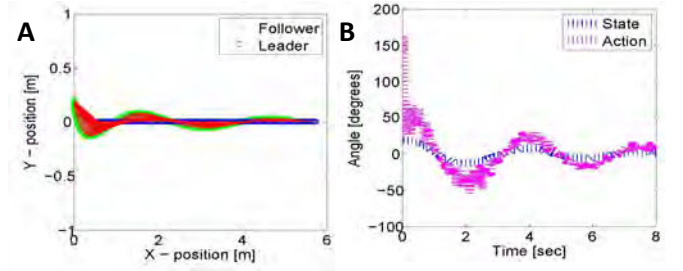 A
1
0.5
0
−0.5
−1
0
2
4
6
Y − position [m]
X − position [m]
Follower
Leader
B
200
150
100
50
0
−50
−100
0
2
4
6
8
Angle [degrees]
Time [sec]
State
Action